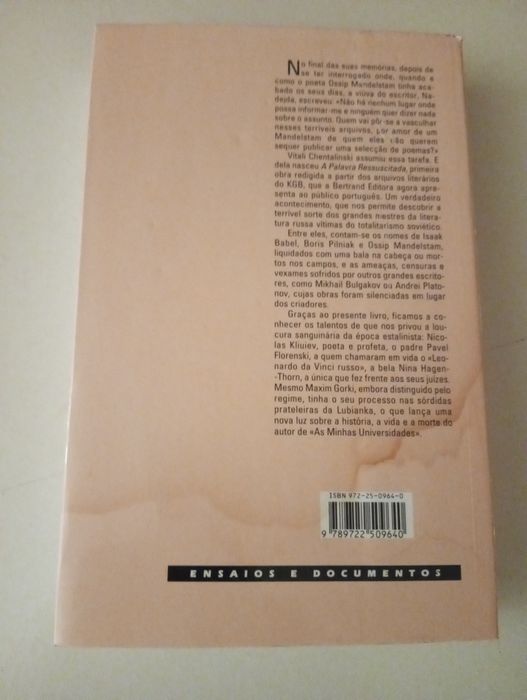 No final das suas memórias, depois de
se ter interrogado onde, quando e
como o poeta Ossip Mandelstam tinha aca-
bado os seus dias, a viúva do escritor, Na-
dejda, escreveu: «Não há nenhum lugar onde
possa informar-me e ninguém quer dizer nada
sobre o assunto. Quem vai pôr-se a vasculhar
nesses terríveis arquivos, por amor de um
Mandelstam de quem eles não querem
sequer publicar uma selecção de poemas?»
Vitali Chentalinski assumiu essa tarefa. E
dela nasceu A Palavra Ressuscitada, primeira
obra redigida a partir dos arquivos literários
do KGB, que a Bertrand Editora agora apre-
senta ao público português. Um verdadeiro
acontecimento, que nos permite descobrir a
terrível sorte dos grandes mestres da litera-
tura russa vítimas do totalitarismo soviético.
Entre eles, contam-se os nomes de Isaak
Babel, Boris Pilniak e Ossip Mandelstam,
liquidados com uma bala na cabeça ou mor-
tos nos campos, e as ameaças, censuras e
vexames sofridos por outros grandes escrito-
res, como Mikhail Bulgakov ou Andrei Plato-
nov, cujas obras foram silenciadas em lugar
dos criadores.
Graças ao presente livro, ficamos a co-
nhecer os talentos de que nos privou a lou-
cura sanguinária da época estalinista: Nico-
las Kliuiev, poeta e profeta, o padre Pavel
Florenski, a quem chamaram em vida o «Leo-
nardo da Vinci russo», a bela Nina Hagen-
-Thorn, a única que fez frente aos seus juízes.
Mesmo Maxim Gorki, embora distinguido pelo
regime, tinha o seu processo nas sórdidas
prateleiras da Lubianka, o que lança uma
nova luz sobre a história, a vida e a morte do
autor de «As Minhas Universidades».
ISBN 972-25-0964-0
9 789722 509640
ENSAIOS E DOCUMENTOS